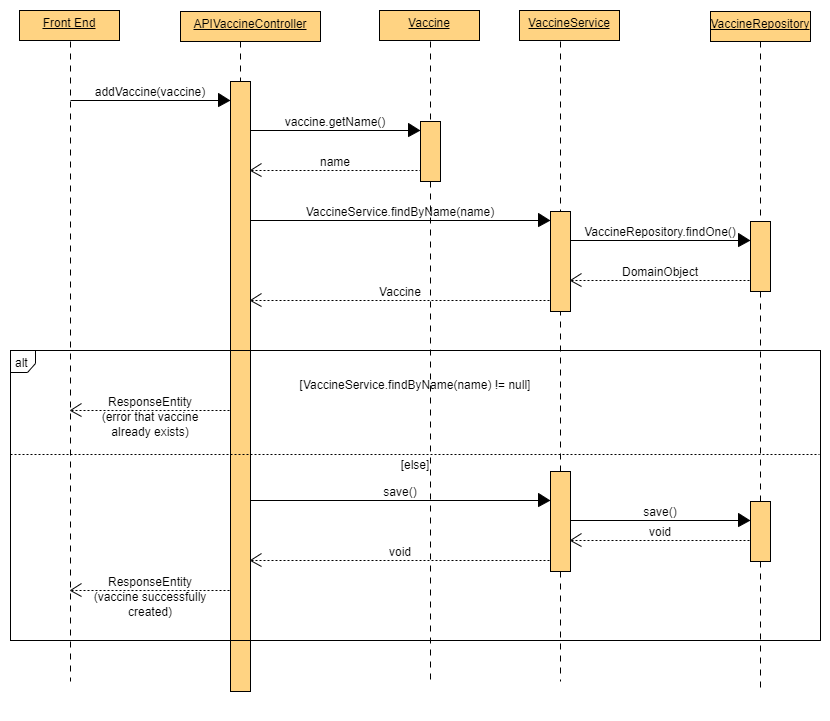 Front End
APIVaccineController
Vaccine
VaccineService
VaccineRepository
addVaccine(vaccine)
vaccine.getName()
name
VaccineService.findByName(name)
VaccineRepository.findOne()
DomainObject
Vaccine
alt
[VaccineService.findByName(name) != null]
ResponseEntity
(error that vaccine
already exists)
[else]
save()
save()
void
void
ResponseEntity
(vaccine successfully
created)